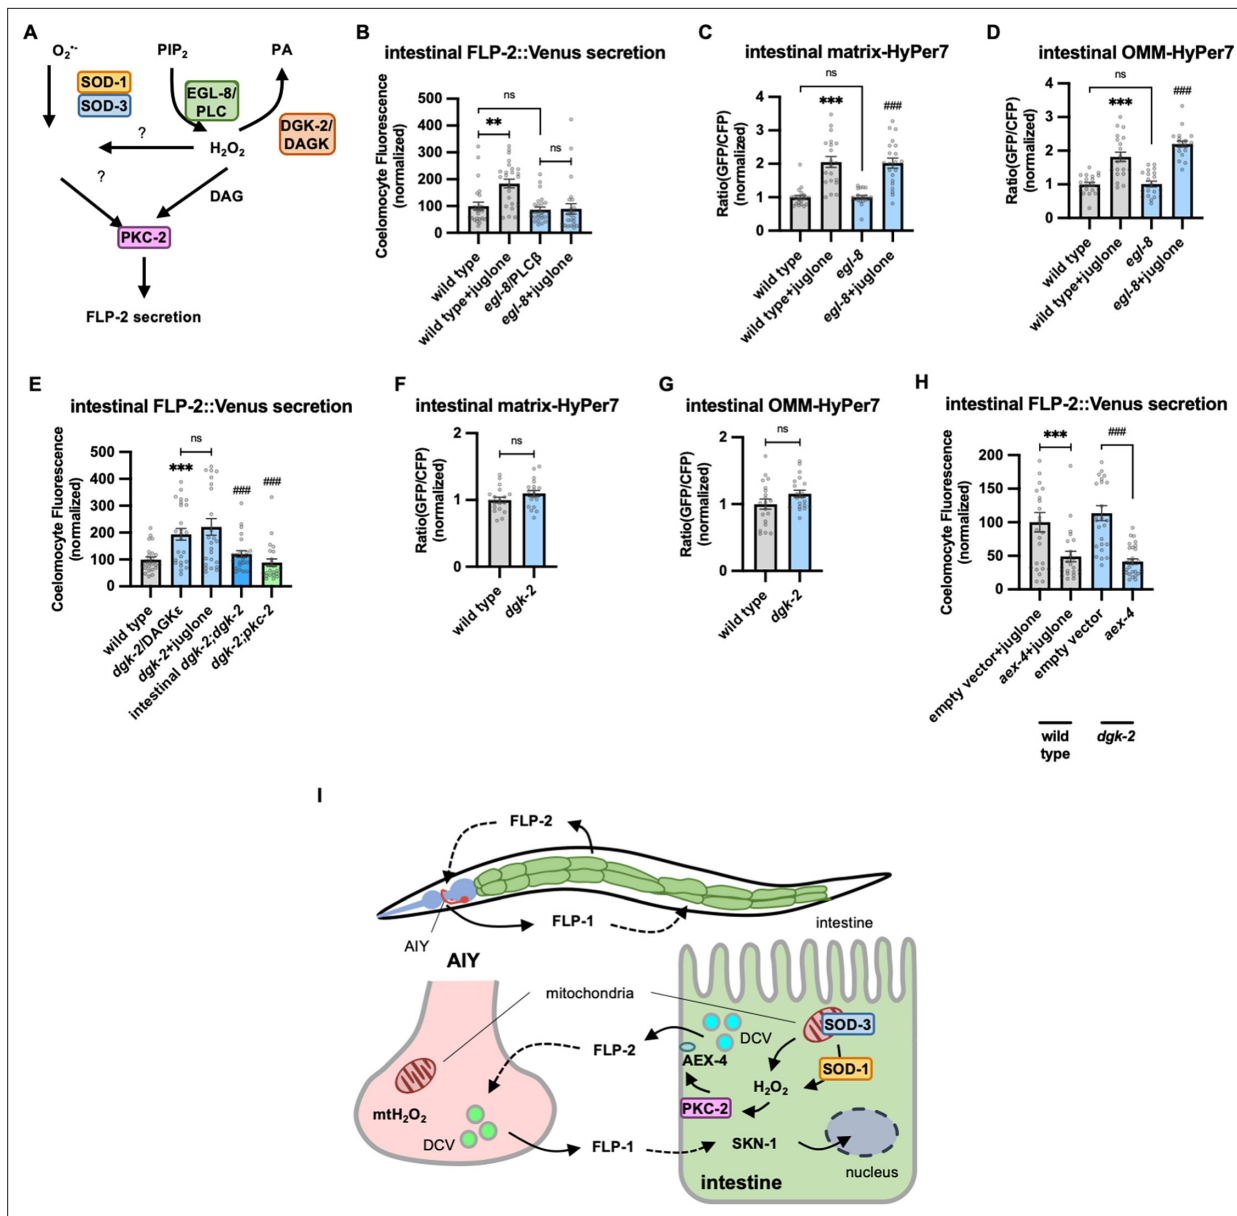 A
O₂•-
PIP₂
PA
SOD-1
SOD-3
EGL-8/
PLC
DGK-2/
DAGK
?
H₂O₂
?
DAG
PKC-2
FLP-2 secretion
B
intestinal FLP-2::Venus secretion
Coelomocyte Fluorescence
(normalized)
500
400
300
200
100
0
ns
**
ns
wild type
wild type+juglone
egl-8/PLCβ
egl-8+juglone
C
intestinal matrix-HyPer7
Ratio(GFP/CFP)
(normalized)
4
3
2
1
0
ns
***
###
wild type
wild type+juglone
egl-8
egl-8+juglone
D
intestinal OMM-HyPer7
Ratio(GFP/CFP)
(normalized)
4
3
2
1
0
ns
***
###
wild type
wild type+juglone
egl-8
egl-8+juglone
E
intestinal FLP-2::Venus secretion
Coelomocyte Fluorescence
(normalized)
500
400
300
200
100
0
ns
***
###
###
wild type
dgk-2/DAGKε
dgk-2+juglone
intestinal dgk-2;dgk-2
dgk-2;pkc-2
F
intestinal matrix-HyPer7
Ratio(GFP/CFP)
(normalized)
2
1
0
ns
wild type
dgk-2
G
intestinal OMM-HyPer7
Ratio(GFP/CFP)
(normalized)
2
1
0
ns
wild type
dgk-2
H
intestinal FLP-2::Venus secretion
Coelomocyte Fluorescence
(normalized)
200
150
100
50
0
***
###
empty vector+juglone
aex-4+juglone
empty vector
aex-4
wild
type
dgk-2
I
FLP-2
FLP-1
AIY
intestine
AIY
mitochondria
SOD-3
DCV
FLP-2
AEX-4
SOD-1
H₂O₂
mtH₂O₂
PKC-2
DCV
FLP-1
SKN-1
nucleus
intestine